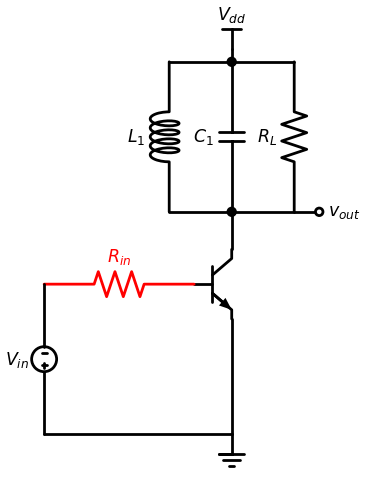 V_dd
L_1 C_1 R_L
v_out
R_in
V_in